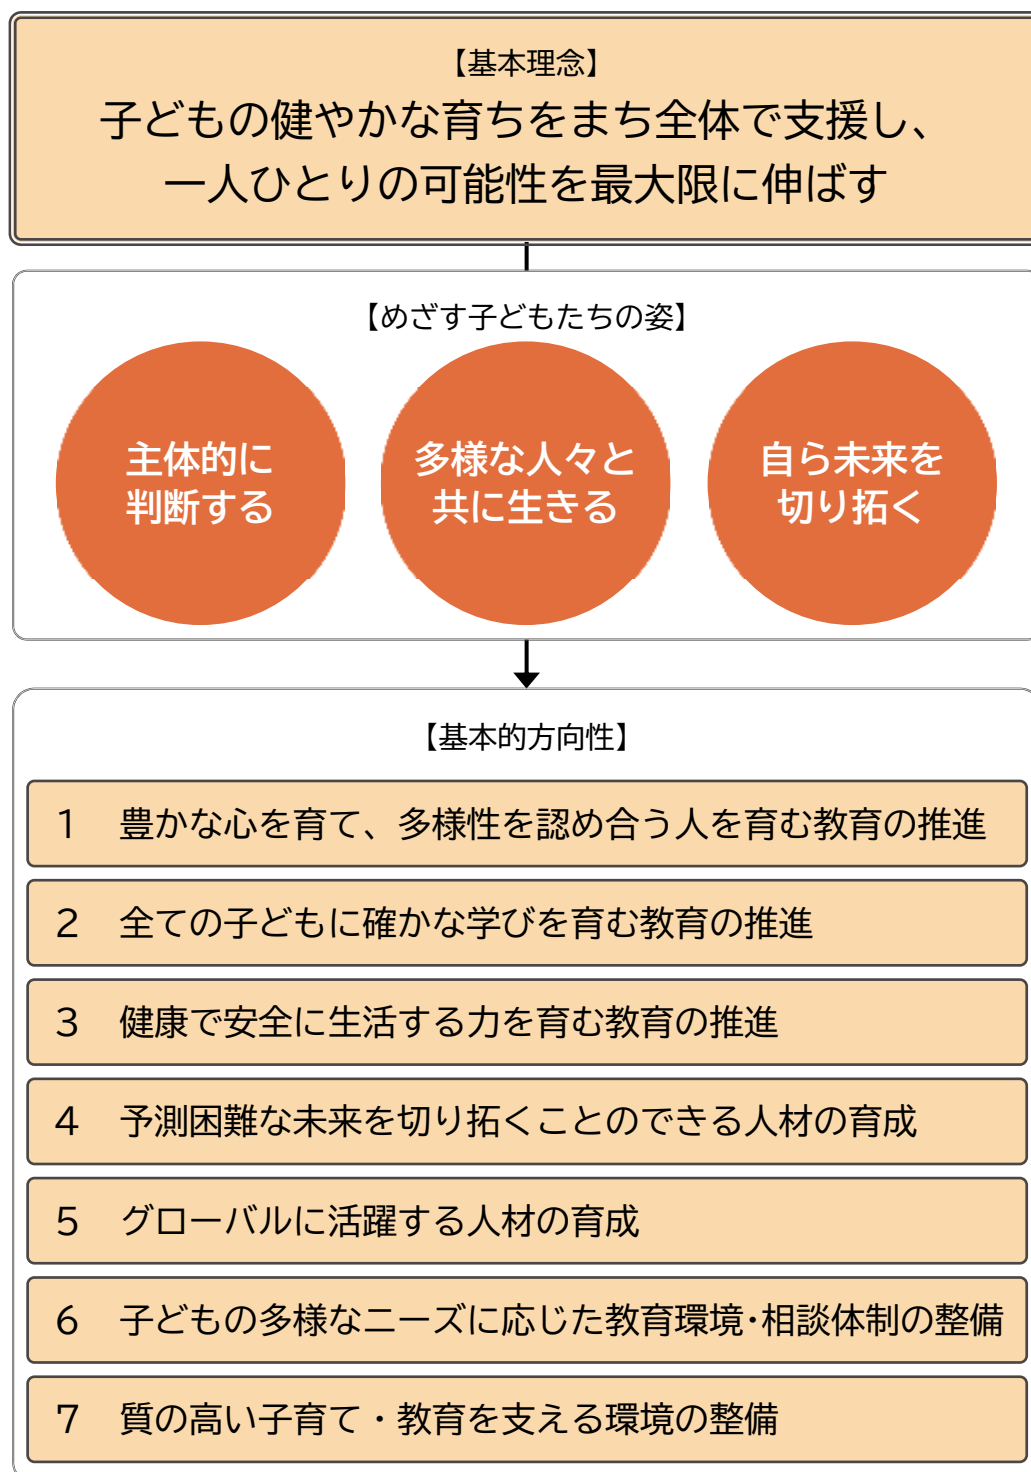 【基本理念】
子どもの健やかな育ちをまち全体で支援し、
一人ひとりの可能性を最大限に伸ばす
【めざす子どもたちの姿】
主体的に
判断する
多様な人々と
共に生きる
自ら未来を
切り拓く
【基本的方向性】
1 豊かな心を育て、多様性を認め合う人を育む教育の推進
2 全ての子どもに確かな学びを育む教育の推進
3 健康で安全に生活する力を育む教育の推進
4 予測困難な未来を切り拓くことのできる人材の育成
5 グローバルに活躍する人材の育成
6 子どもの多様なニーズに応じた教育環境・相談体制の整備
7 質の高い子育て・教育を支える環境の整備